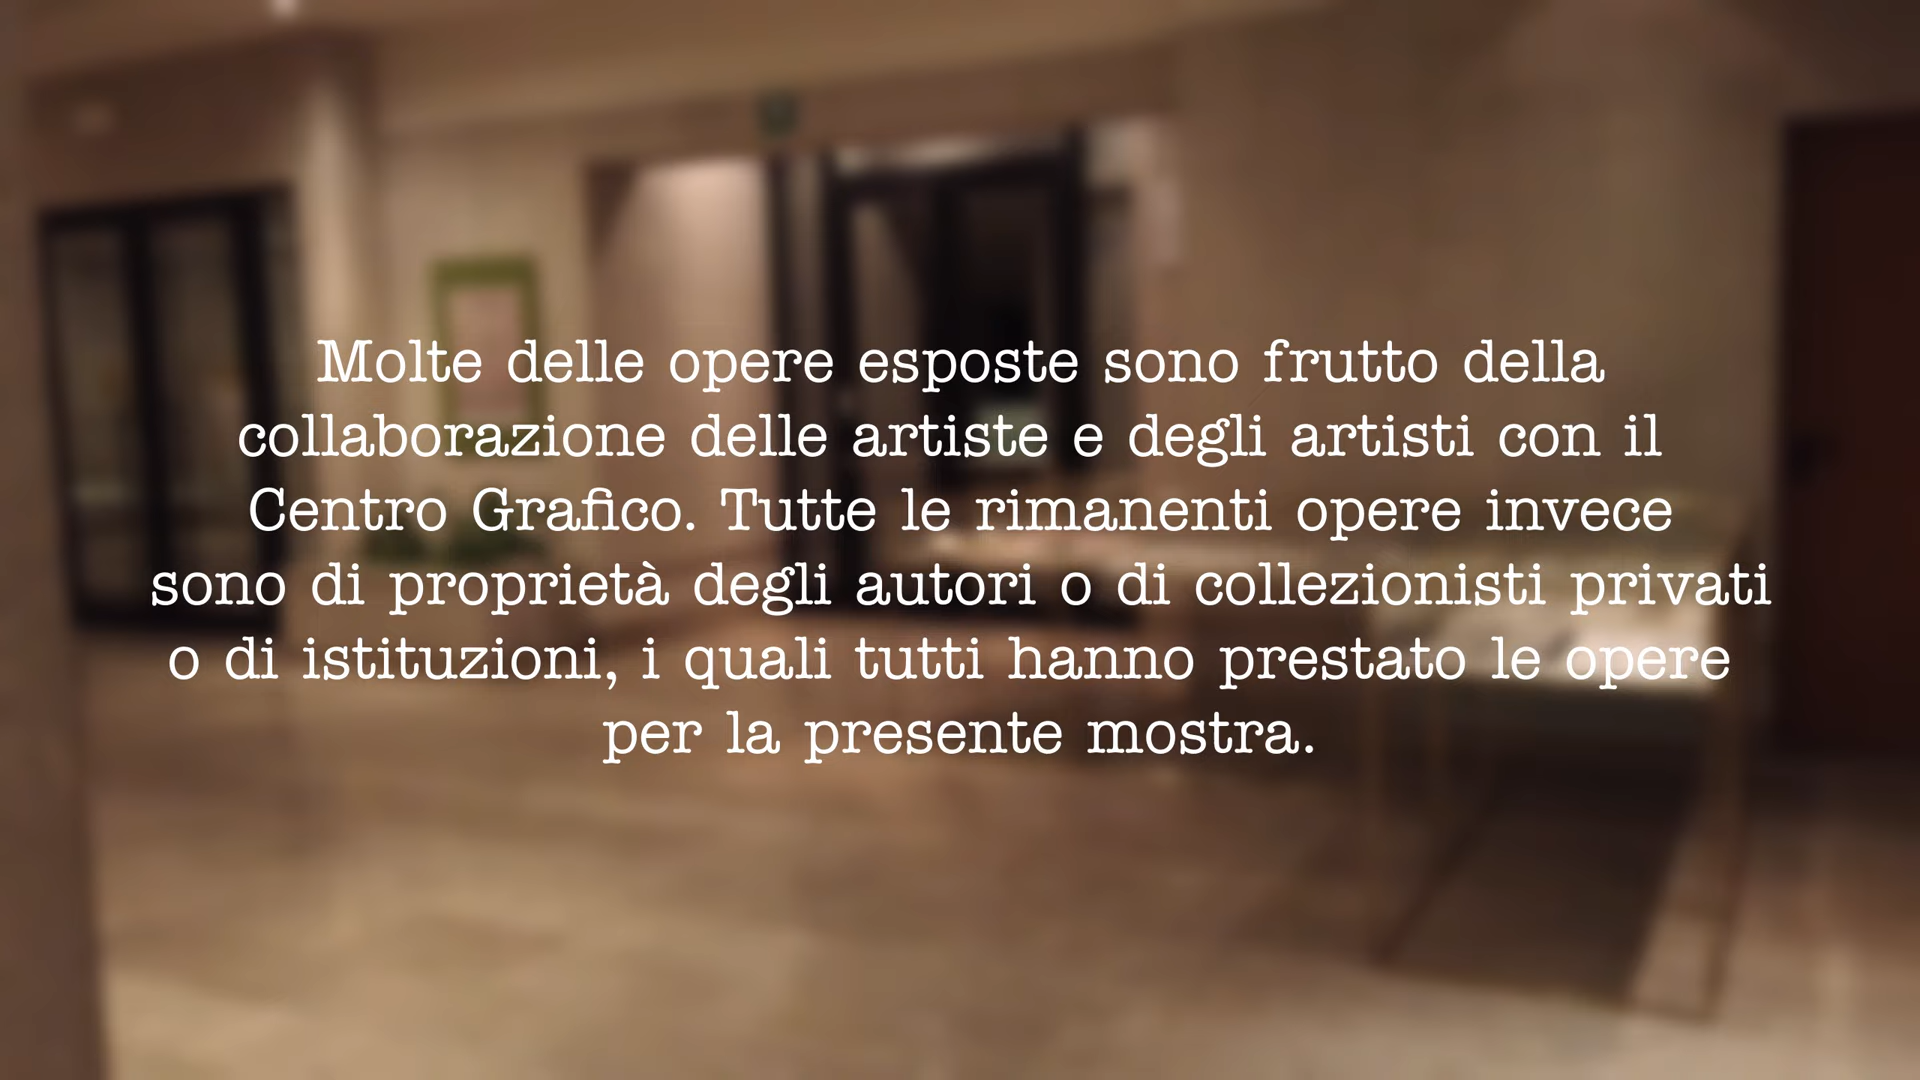 Molte delle opere esposte sono frutto della
collaborazione delle artiste e degli artisti con il
Centro Grafico. Tutte le rimanenti opere invece
sono di proprietà degli autori o di collezionisti privati
o di istituzioni, i quali tutti hanno prestato le opere
per la presente mostra.